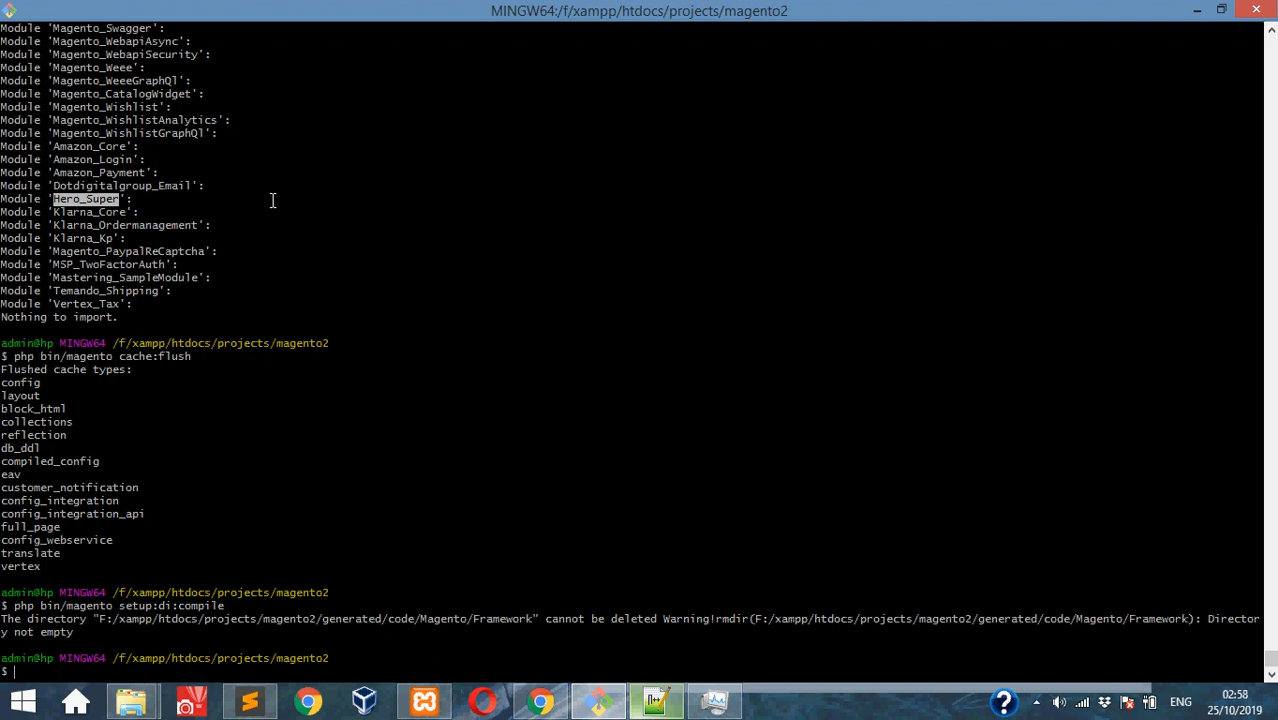 MINGW64:/f/xampp/htdocs/projects/magento2
Module 'Magento_Swagger':
Module 'Magento_WebapiAsync':
Module 'Magento_WebapiSecurity':
Module 'Magento_Weee':
Module 'Magento_WeeeGraphQl':
Module 'Magento_CatalogWidget':
Module 'Magento_Wishlist':
Module 'Magento_WishlistAnalytics':
Module 'Magento_WishlistGraphQl':
Module 'Amazon_Core':
Module 'Amazon_Login':
Module 'Amazon_Payment':
Module 'Dotdigitalgroup_Email':
Module 'Hero_Super':
Module 'Klarna_Core':
Module 'Klarna_Ordermanagement':
Module 'Klarna_Kp':
Module 'Magento_PaypalReCaptcha':
Module 'MSP_TwoFactorAuth':
Module 'Mastering_SampleModule':
Module 'Temando_Shipping':
Module 'Vertex_Tax':
Nothing to import.
admin@hp MINGW64 /f/xampp/htdocs/projects/magento2
$ php bin/magento cache:flush
Flushed cache types:
config
layout
block_html
collections
reflection
db_ddl
compiled_config
eav
customer_notification
config_integration
config_integration_api
full_page
config_webservice
translate
vertex
admin@hp MINGW64 /f/xampp/htdocs/projects/magento2
$ php bin/magento setup:di:compile
The directory "F:/xampp/htdocs/projects/magento2/generated/code/Magento/Framework" cannot be deleted Warning!rmdir(F:/xampp/htdocs/projects/magento2/generated/code/Magento/Framework): Director
y not empty
admin@hp MINGW64 /f/xampp/htdocs/projects/magento2
$
ENG
02:58
25/10/2019